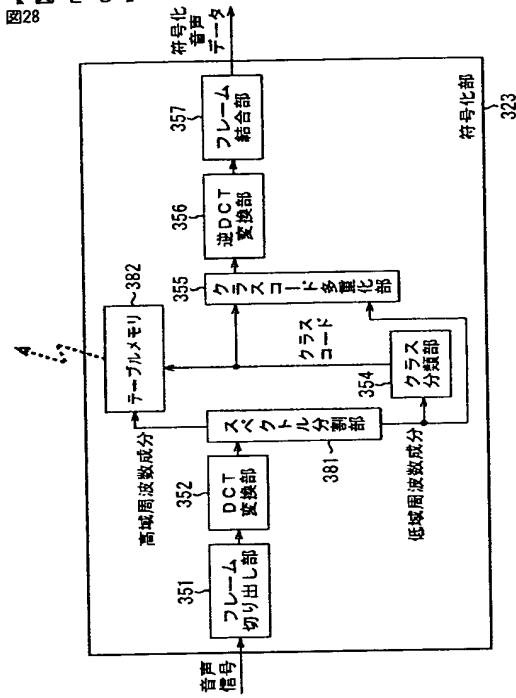 図28
音声
信号
351
フレーム
切り出し部
352
DCT
変換部
高域周波数成分
スペクトル分割部
381
低域周波数成分
テーブルメモリ
382
354
クラス
分類部
クラス
コード
355
クラスコード多重化部
356
逆DCT
変換部
357
フレーム
結合部
符号化
音声
データ
符号化部
323